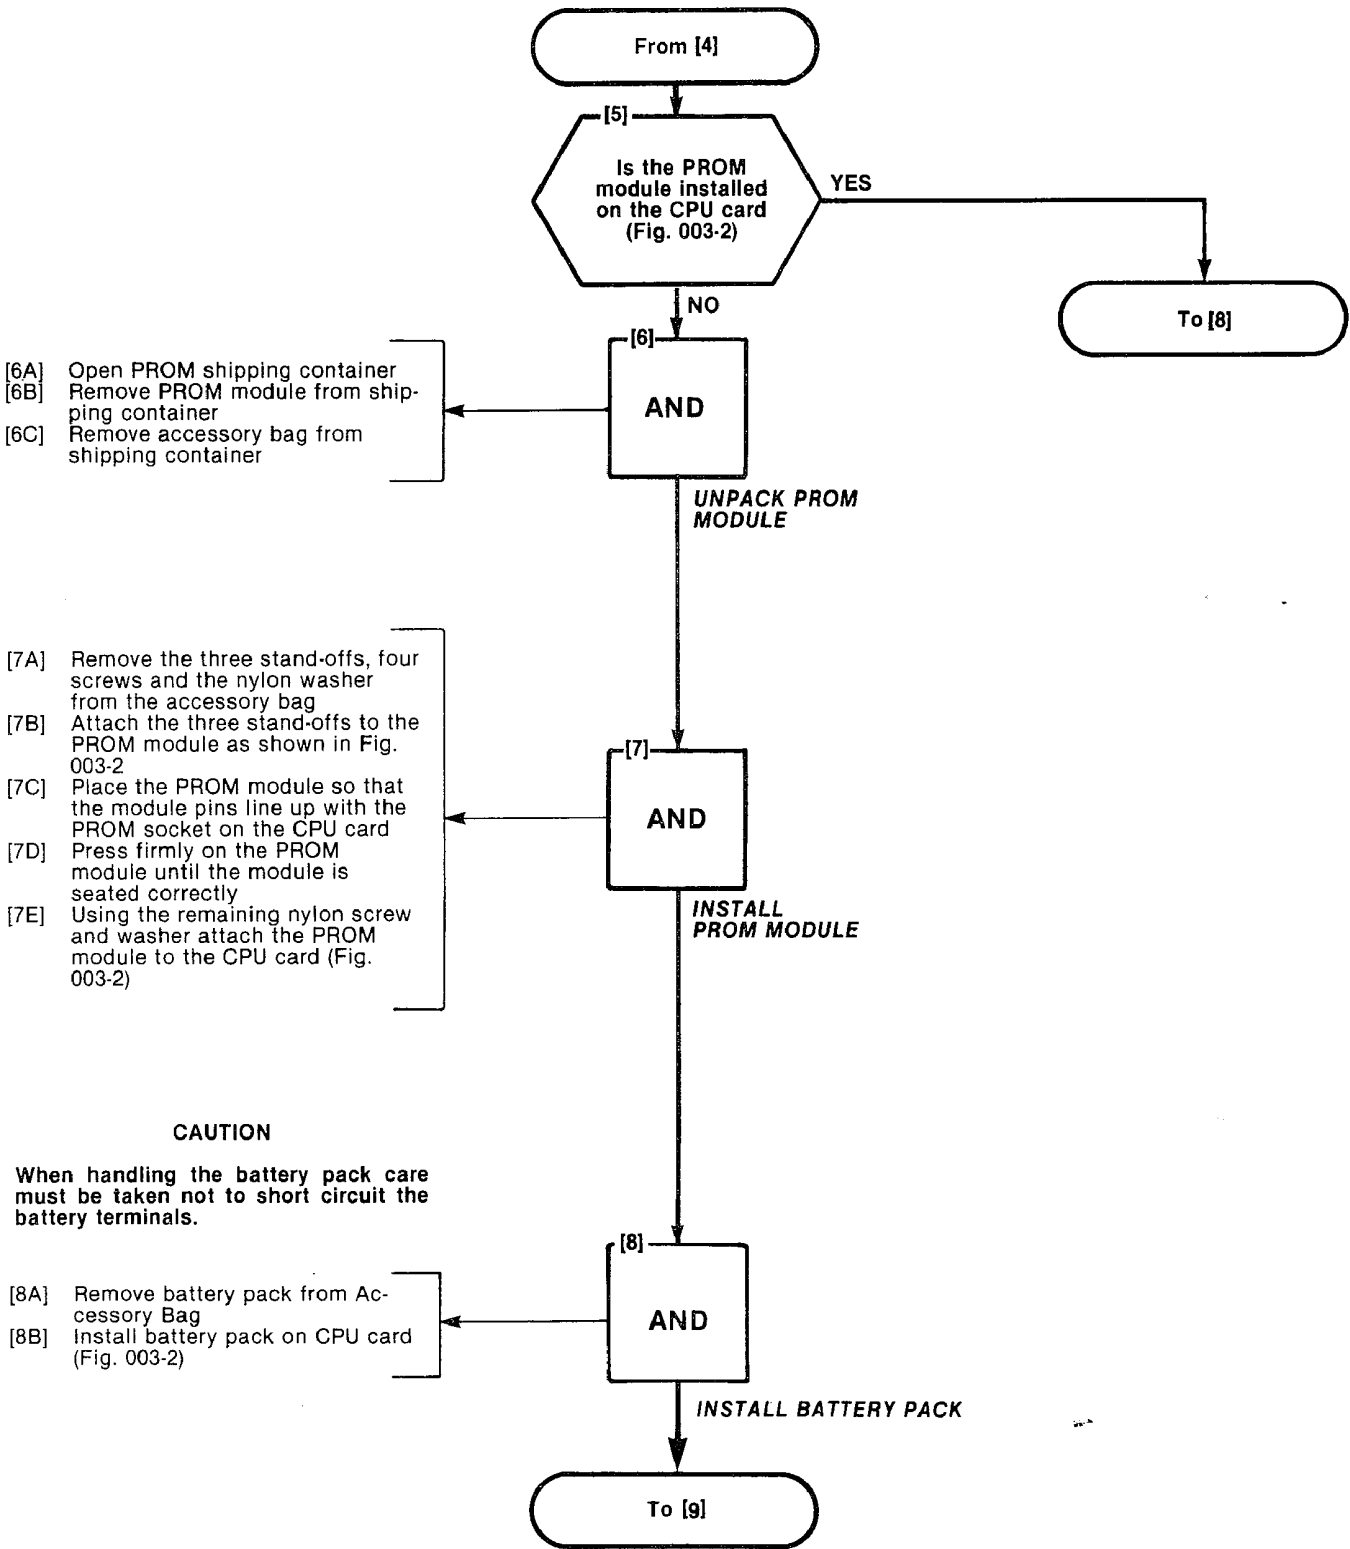 From [4]
[5]
Is the PROM
module installed
on the CPU card
(Fig. 003-2)
YES
To [8]
NO
[6]
AND
[6A] Open PROM shipping container
[6B] Remove PROM module from ship-
ping container
[6C] Remove accessory bag from
shipping container
UNPACK PROM
MODULE
[7A] Remove the three stand-offs, four
screws and the nylon washer
from the accessory bag
[7B] Attach the three stand-offs to the
PROM module as shown in Fig.
003-2
[7C] Place the PROM module so that
the module pins line up with the
PROM socket on the CPU card
[7D] Press firmly on the PROM
module until the module is
seated correctly
[7E] Using the remaining nylon screw
and washer attach the PROM
module to the CPU card (Fig.
003-2)
[7]
AND
INSTALL
PROM MODULE
CAUTION
When handling the battery pack care
must be taken not to short circuit the
battery terminals.
[8]
AND
[8A] Remove battery pack from Ac-
cessory Bag
[8B] Install battery pack on CPU card
(Fig. 003-2)
INSTALL BATTERY PACK
To [9]